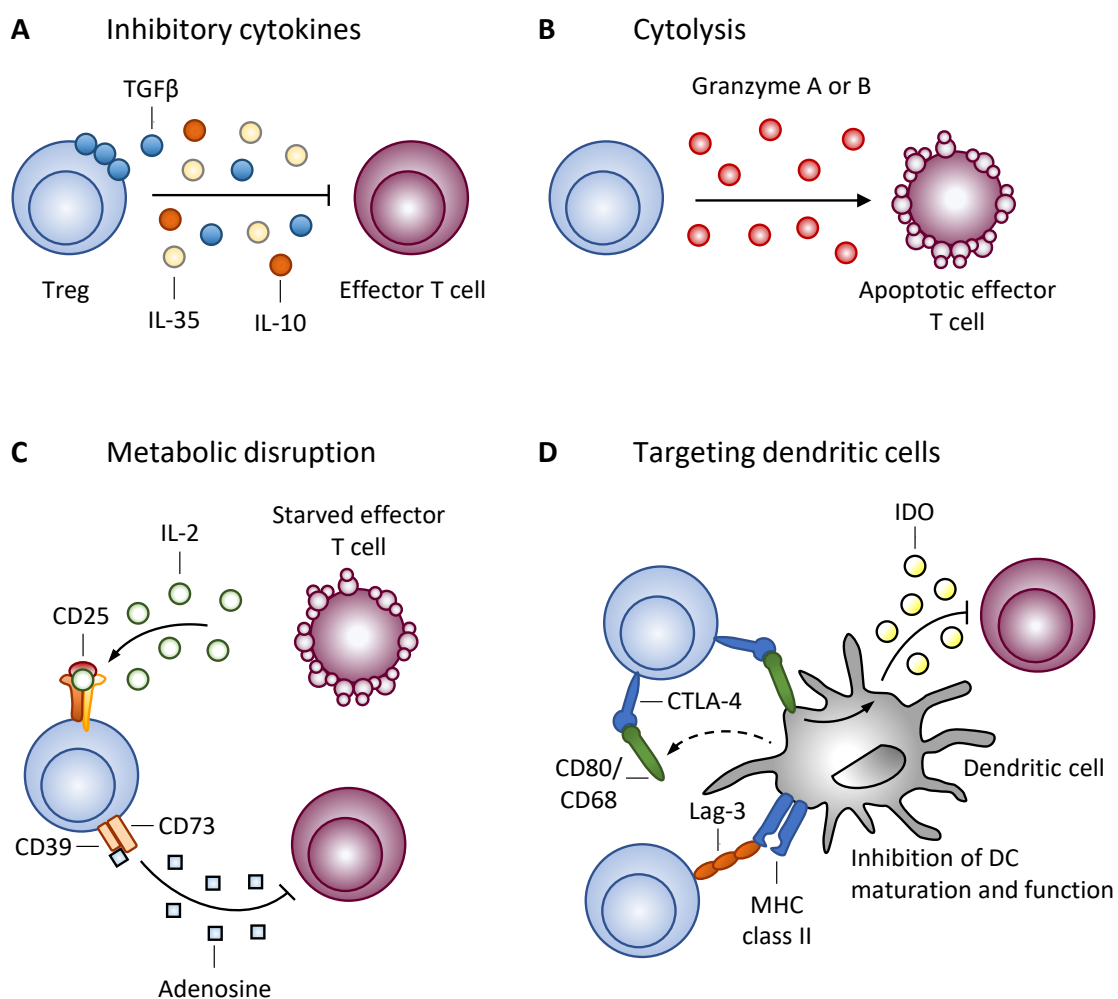 A Inhibitory cytokines
TGFβ
Treg
IL-35
IL-10
Effector T cell
B Cytolysis
Granzyme A or B
Apoptotic effector
T cell
C Metabolic disruption
IL-2
Starved effector
T cell
CD25
CD73
CD39
Adenosine
D Targeting dendritic cells
IDO
CTLA-4
CD80/
CD68
Dendritic cell
Lag-3
Inhibition of DC
maturation and function
MHC
class II